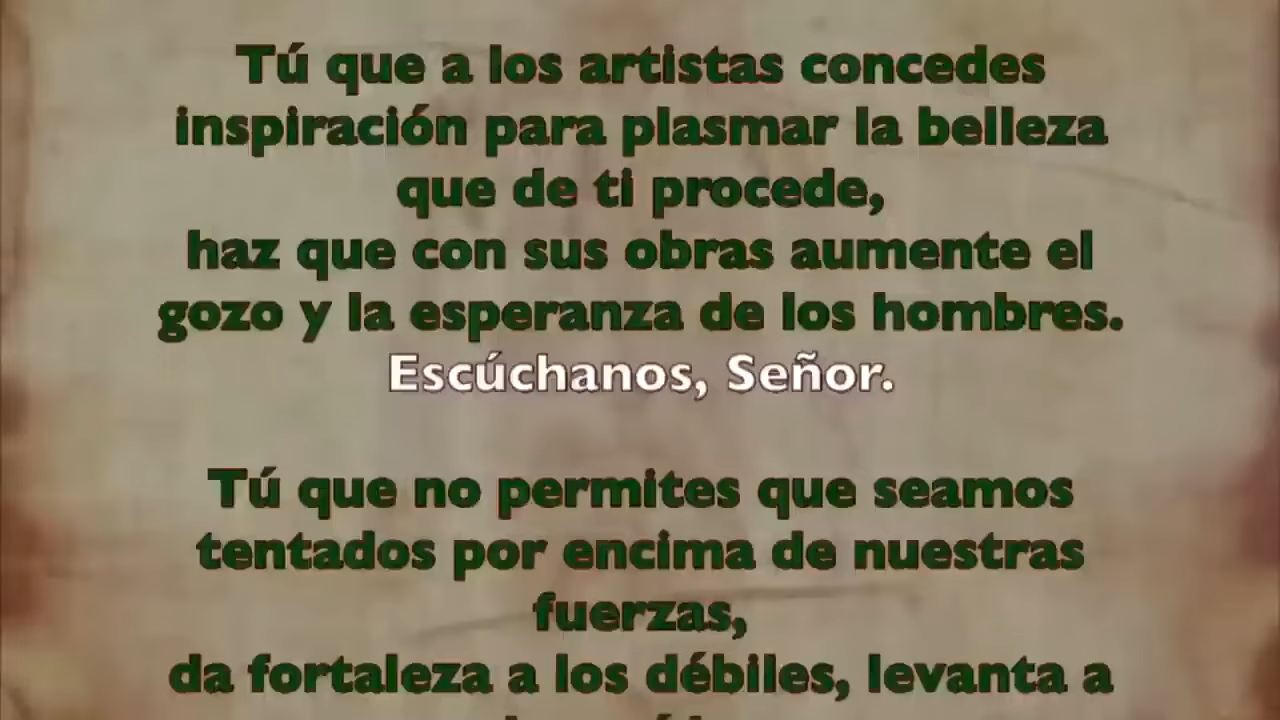 Tú que a los artistas concedes
inspiración para plasmar la belleza
que de ti procede,
haz que con sus obras aumente el
gozo y la esperanza de los hombres.
Escúchanos, Señor.
Tú que no permites que seamos
tentados por encima de nuestras
fuerzas,
da fortaleza a los débiles, levanta a